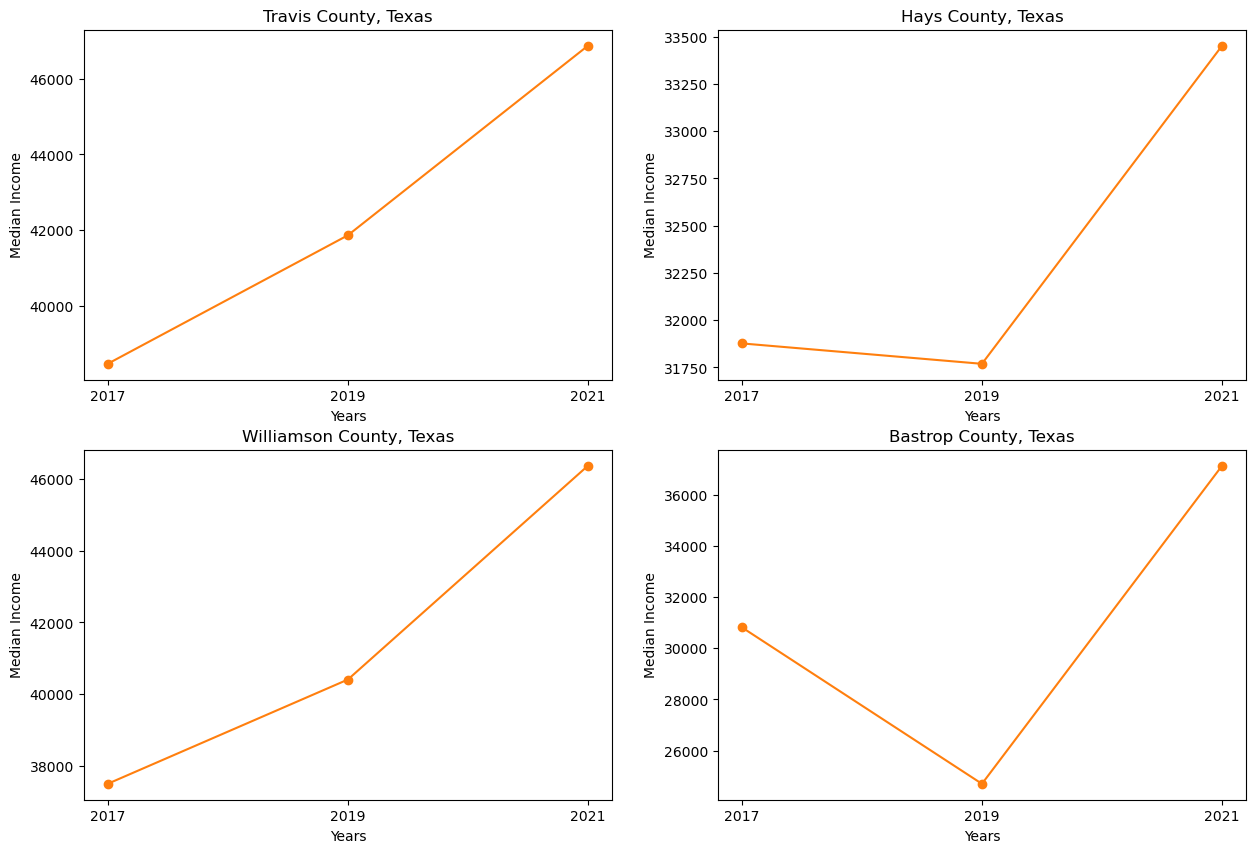 Travis County, Texas
46000
44000
42000
40000
Median Income
2017
2019
2021
Years
Hays County, Texas
33500
33250
33000
32750
32500
32250
32000
31750
Median Income
2017
2019
2021
Years
Williamson County, Texas
46000
44000
42000
40000
38000
Median Income
2017
2019
2021
Years
Bastrop County, Texas
36000
34000
32000
30000
28000
26000
Median Income
2017
2019
2021
Years